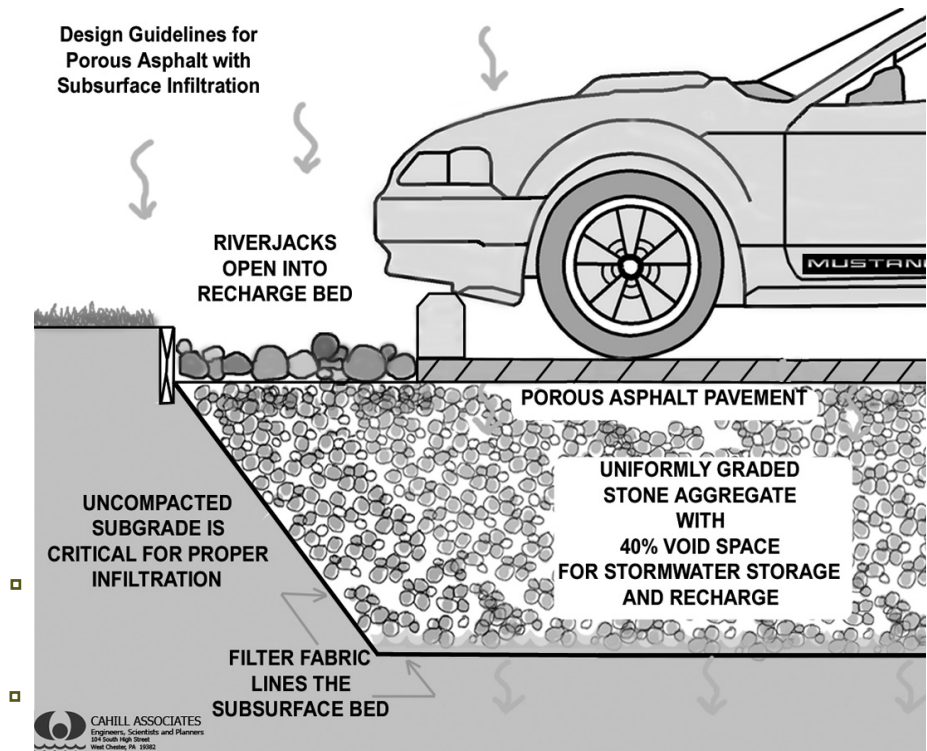 Design Guidelines for
Porous Asphalt with
Subsurface Infiltration
RIVERJACKS
OPEN INTO
RECHARGE BED
MUSTANG
POROUS ASPHALT PAVEMENT
UNIFORMLY GRADED
STONE AGGREGATE
WITH
40% VOID SPACE
FOR STORMWATER STORAGE
AND RECHARGE
UNCOMPACTED
SUBGRADE IS
CRITICAL FOR PROPER
INFILTRATION
FILTER FABRIC
LINES THE
SUBSURFACE BED
CAHILL ASSOCIATES
Engineers, Scientists and Planners
104 South High Street
West Chester, PA 19382